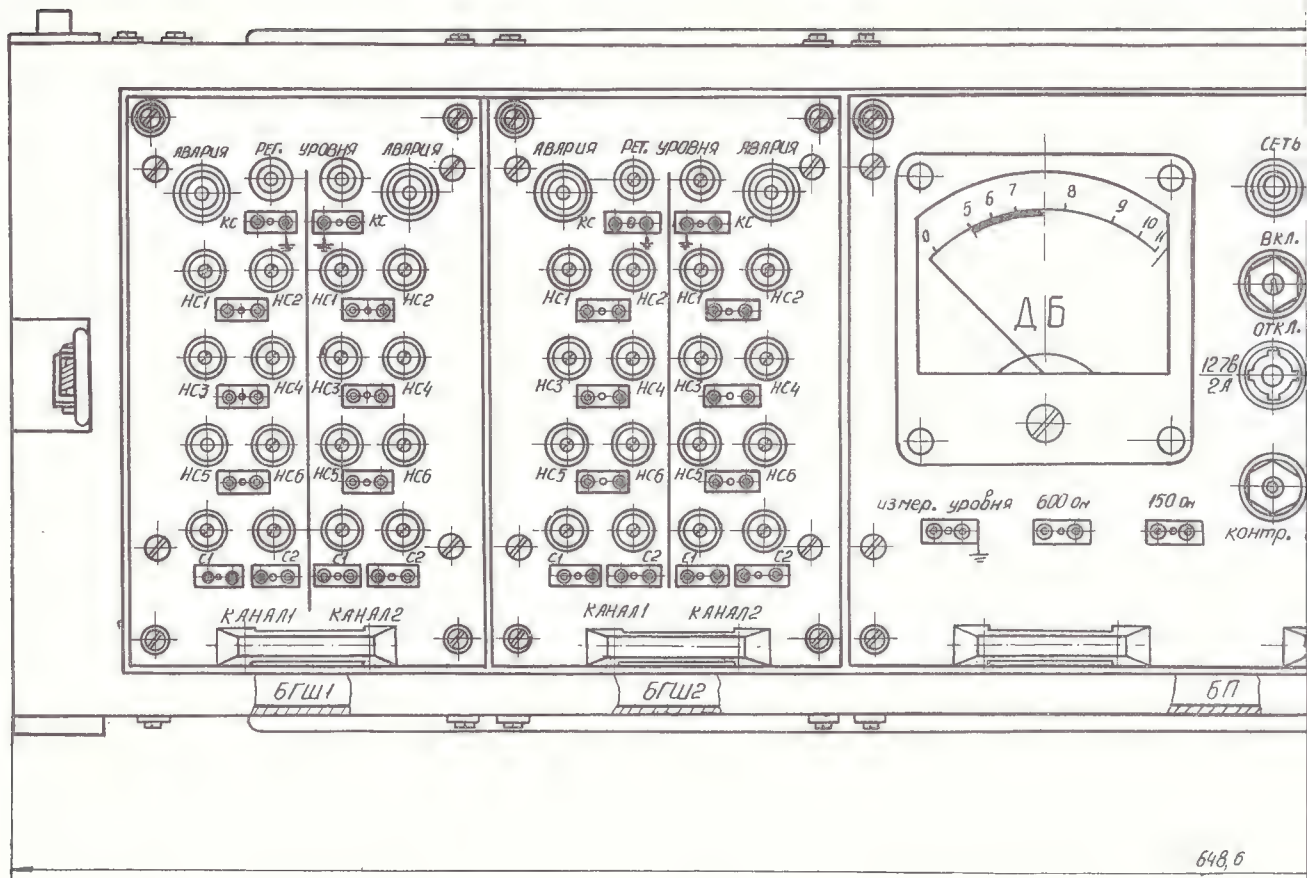 АВАРИЯ РЕГ. УРОВНЯ АВАРИЯ
КС КС
НС1 НС2 НС1 НС2
НС3 НС4 НС3 НС4
НС5 НС6 НС5 НС6
С1 С2 С1 С2
КАНАЛ1 КАНАЛ2
БГШ1
АВАРИЯ РЕГ. УРОВНЯ АВАРИЯ
КС КС
НС1 НС2 НС1 НС2
НС3 НС4 НС3 НС4
НС5 НС6 НС5 НС6
С1 С2 С1 С2
КАНАЛ1 КАНАЛ2
БГШ2
0 5 6 7 8 9 10 11
ДБ
СЕТЬ
ВКЛ.
ОТКЛ.
127В
2А
измер. уровня 600 Ом 150 Ом
контр.
БП
648,6